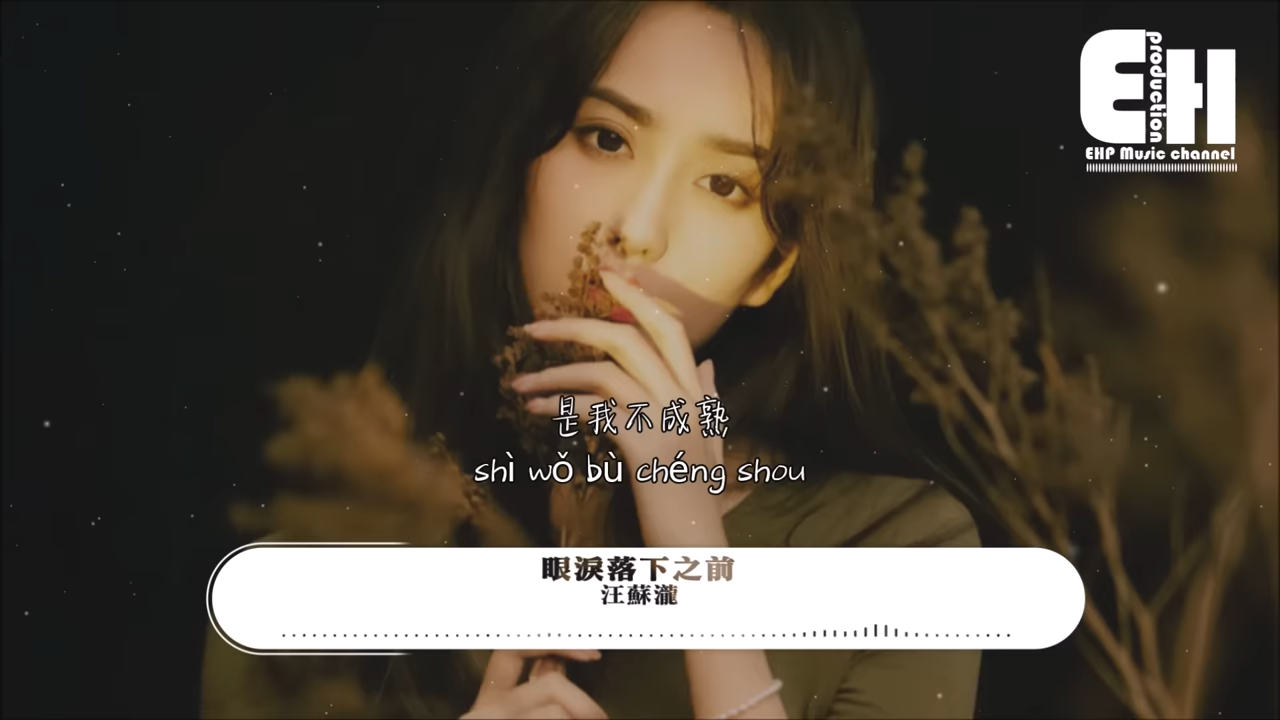 EH
production
EHP Music channel
是我不成熟
shì wǒ bù chéng shou
眼淚落下之前
汪蘇瀧